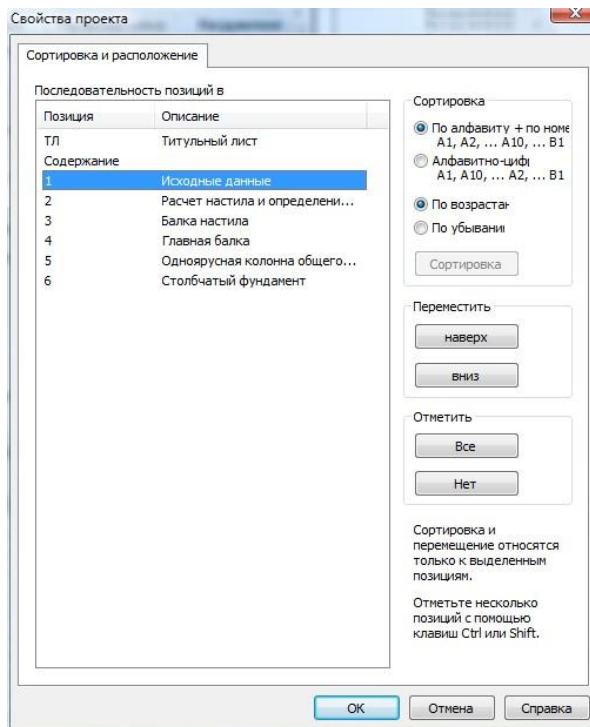 Свойства проекта
Сортировка и расположение
Последовательность позиций в
Позиция Описание
ТЛ Титульный лист
Содержание
1 Исходные данные
2 Расчет настила и определени...
3 Балка настила
4 Главная балка
5 Одноярусная колонна общего...
6 Столбчатый фундамент
Сортировка
По алфавиту + по номе
A1, A2, ... A10, ... B1
Алфавитно-циф
A1, A10, ... A2, ... B1
По возраста
По убывани
Сортировка
Переместить
наверх
вниз
Отметить
Все
Нет
Сортировка и
перемещение относятся
только к выделенным
позициям.
Отметьте несколько
позиций с помощью
клавиш Ctrl или Shift.
OK Отмена Справка